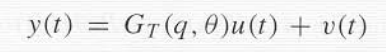 y(t) = G_T(q, θ)u(t) + v(t)